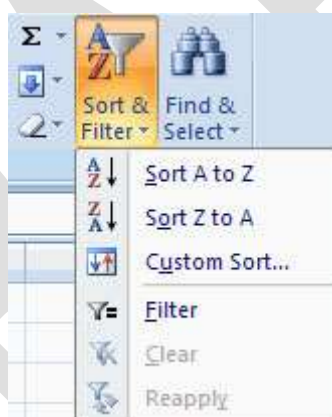 Σ
Sort & Filter
Find & Select
Sort A to Z
Sort Z to A
Custom Sort...
Filter
Clear
Reapply